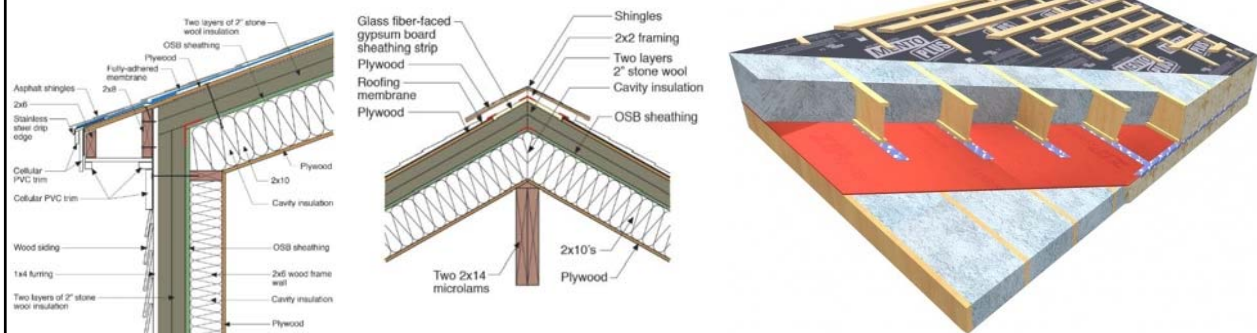 Two layers of 2" stone
wool insulation
OSB sheathing
Plywood
Fully-adhered
membrane
2x8
Asphalt shingles
2x6
Stainless
steel drip
edge
Cellular
PVC trim
Cellular PVC trim
Wood siding
1x4 furring
Two layers of 2" stone
wool insulation
Plywood
2x10
Cavity insulation
OSB sheathing
2x6 wood frame
wall
Cavity insulation
Plywood
Glass fiber-faced
gypsum board
sheathing strip
Plywood
Roofing
membrane
Plywood
Shingles
2x2 framing
Two layers
2" stone wool
Cavity insulation
OSB sheathing
Two 2x14
microlams
2x10's
Plywood
MENTO
PLUS